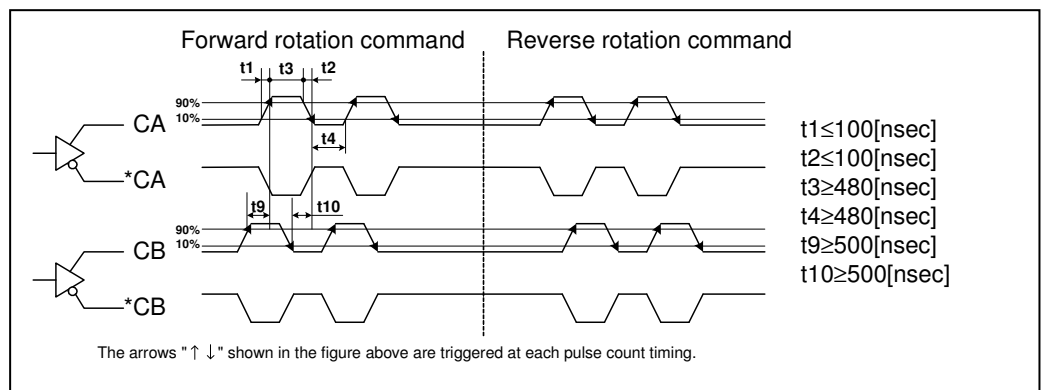 Forward rotation command
Reverse rotation command
t1
t3
t2
90%
10%
CA
t4
*CA
t9
t10
90%
10%
CB
*CB
t1≤100[nsec]
t2≤100[nsec]
t3≥480[nsec]
t4≥480[nsec]
t9≥500[nsec]
t10≥500[nsec]
The arrows "↑ ↓" shown in the figure above are triggered at each pulse count timing.